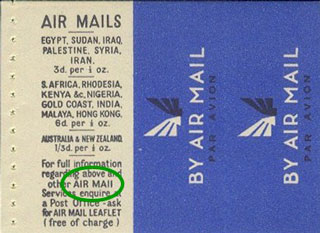 AIR MAILS
EGYPT, SUDAN, IRAQ,
PALESTINE, SYRIA,
IRAN.
3d. per ½ oz.
S. AFRICA, RHODESIA,
KENYA &c, NIGERIA,
GOLD COAST, INDIA,
MALAYA, HONG KONG.
6d. per ½ oz.
AUSTRALIA & NEW ZEALAND.
1/3d. per ½ oz.
For full information
regarding above and
other AIR MAIL
Services enquire
a Post Office - ask
for AIR MAIL LEAFLET
(free of charge)
BY AIR MAIL
PAR AVION
BY AIR MAIL
PAR AVION